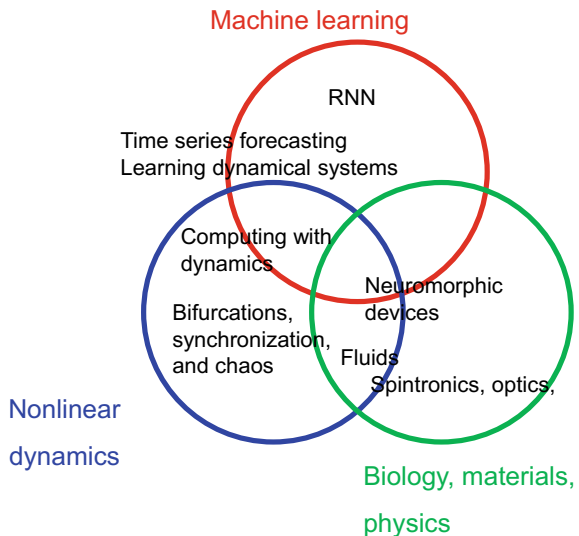 Machine learning
RNN
Time series forecasting
Learning dynamical systems
Computing with
dynamics
Neuromorphic
devices
Bifurcations,
synchronization,
and chaos
Fluids
Spintronics, optics,
Nonlinear
dynamics
Biology, materials,
physics